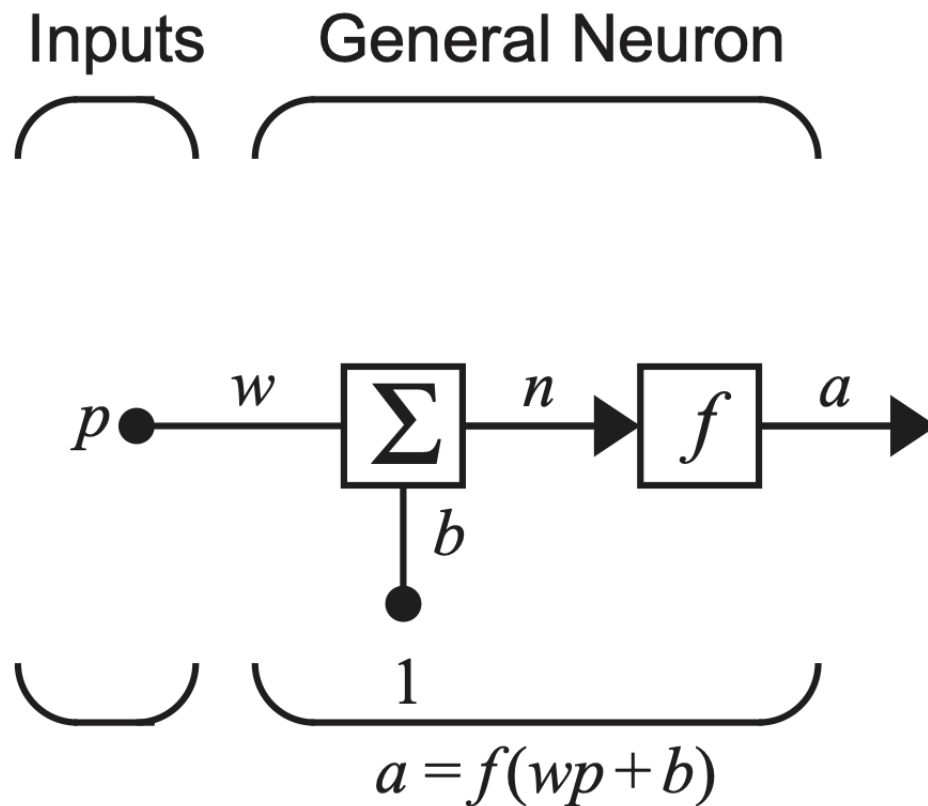 Inputs General Neuron
p w Σ n f a
b
1
a = f(wp + b)